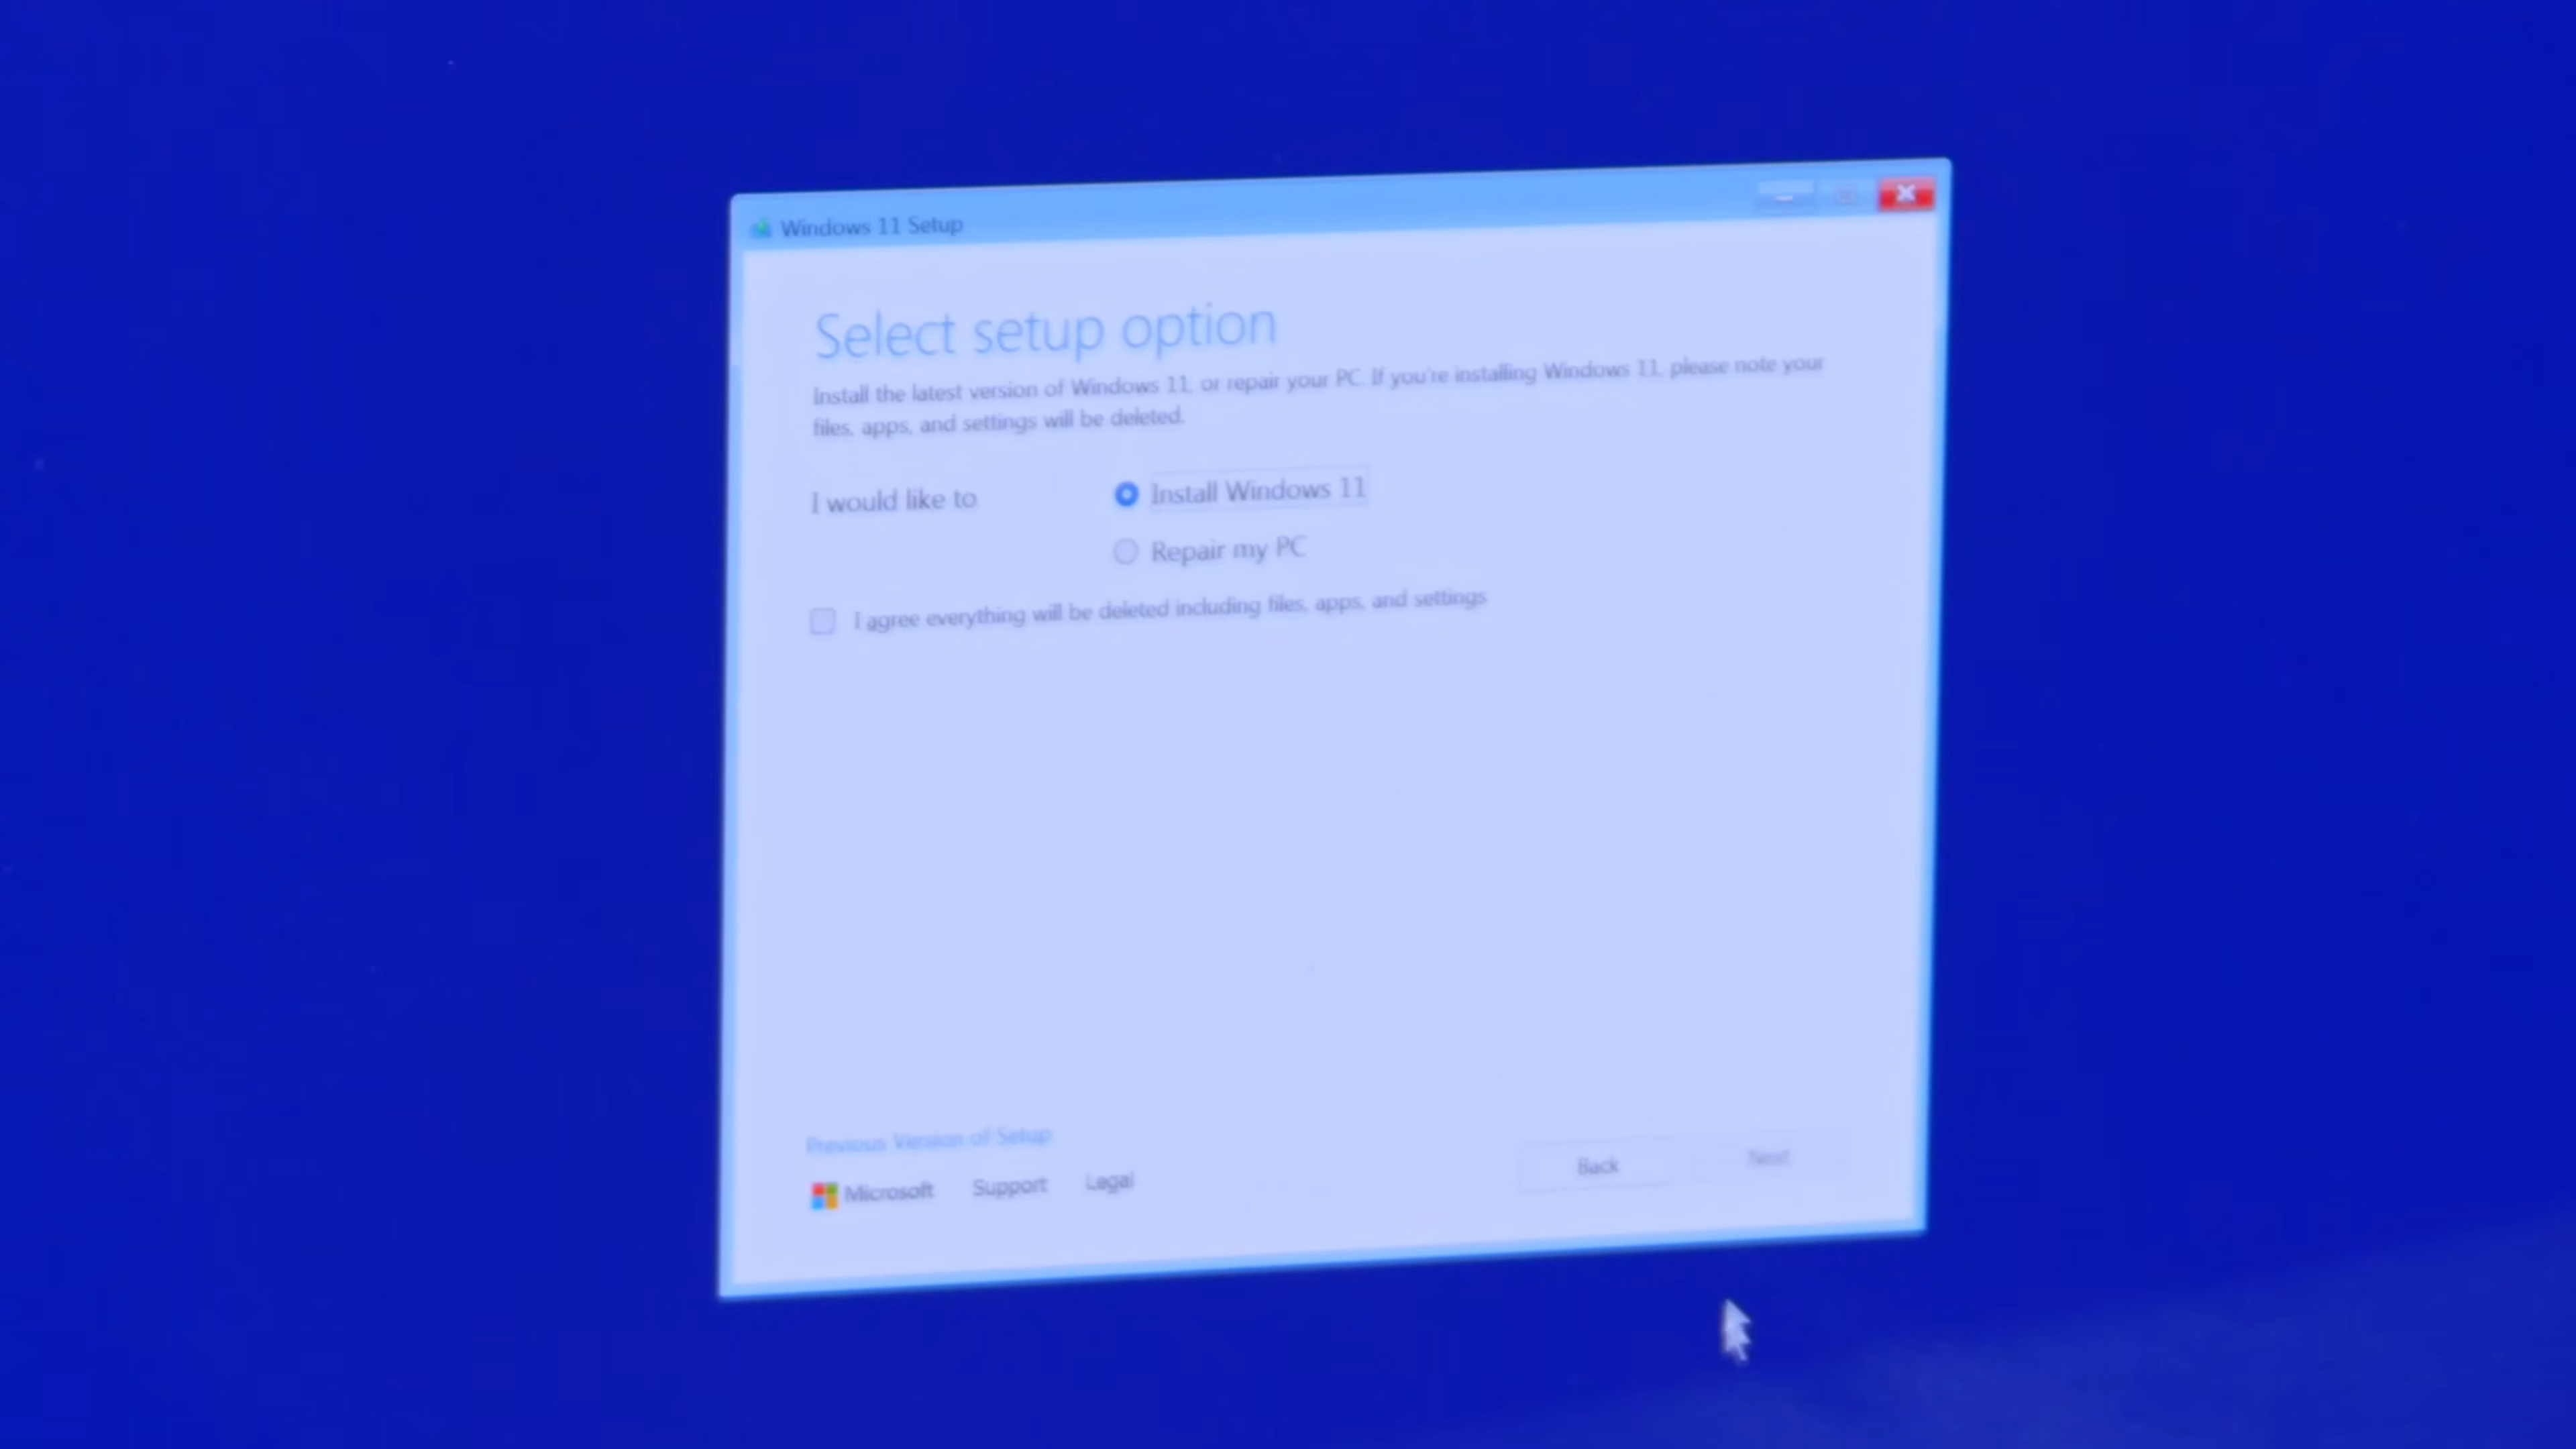 Windows 11 Setup
Select setup option
Install the latest version of Windows 11, or repair your PC. If you're installing Windows 11, please note your
files, apps, and settings will be deleted.
I would like to
Install Windows 11
Repair my PC
I agree everything will be deleted including files, apps, and settings
Previous Version of Setup
Microsoft Support Legal
Back Next